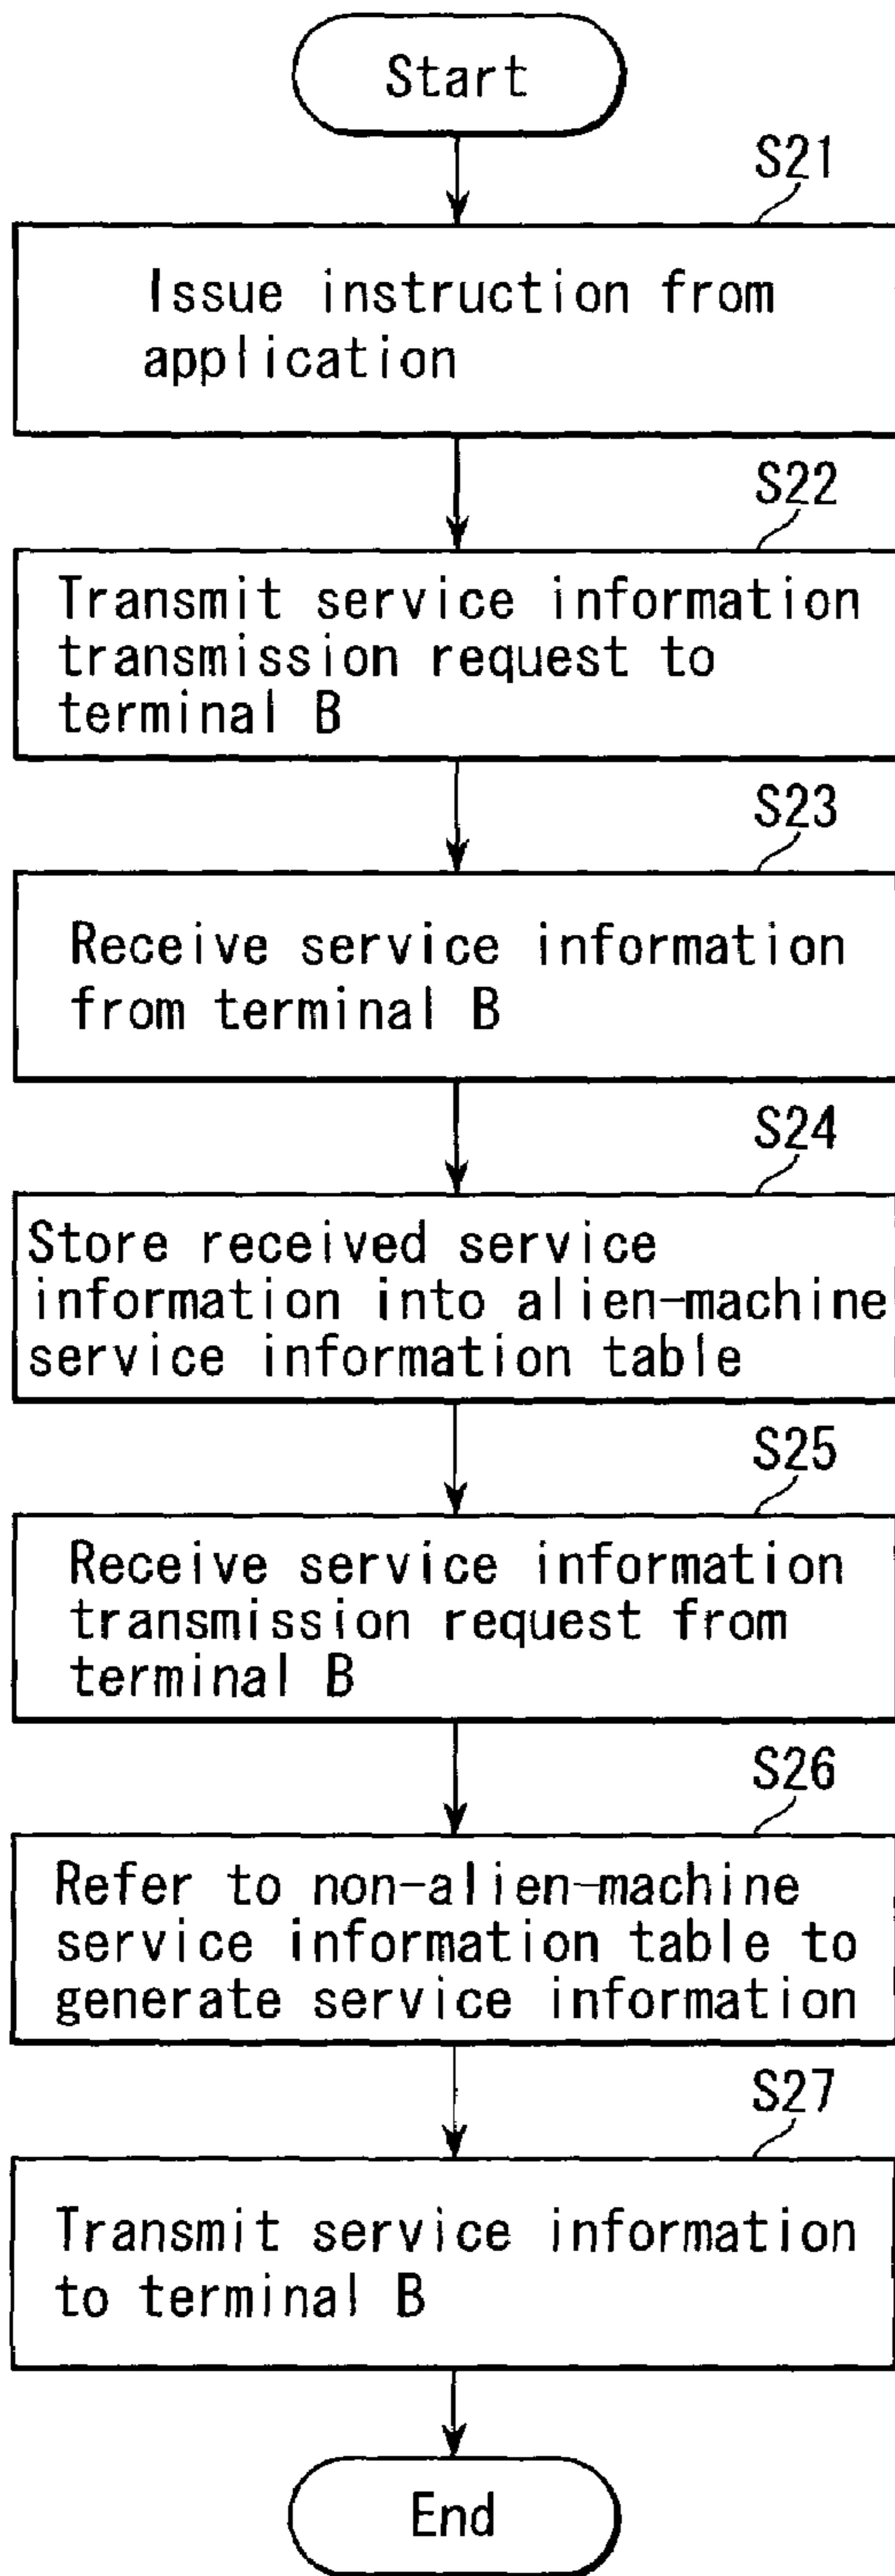 Start
S21
Issue instruction from
application
S22
Transmit service information
transmission request to
terminal B
S23
Receive service information
from terminal B
S24
Store received service
information into alien-machine
service information table
S25
Receive service information
transmission request from
terminal B
S26
Refer to non-alien-machine
service information table to
generate service information
S27
Transmit service information
to terminal B
End